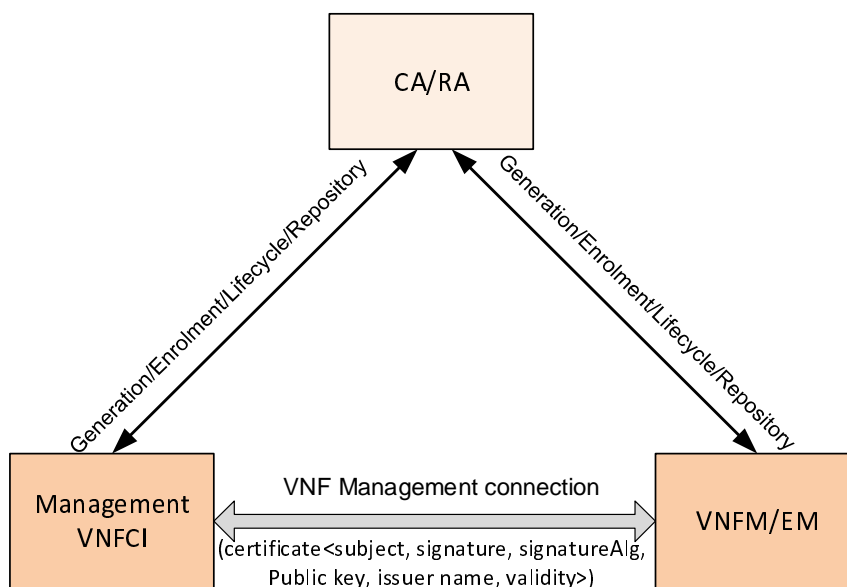 CA/RA
Generation/Enrolment/Lifecycle/Repository
Generation/Enrolment/Lifecycle/Repository
Management
VNFCI
VNF Management connection
VNFM/EM
(certificate<subject, signature, signatureAlg,
Public key, issuer name, validity>)